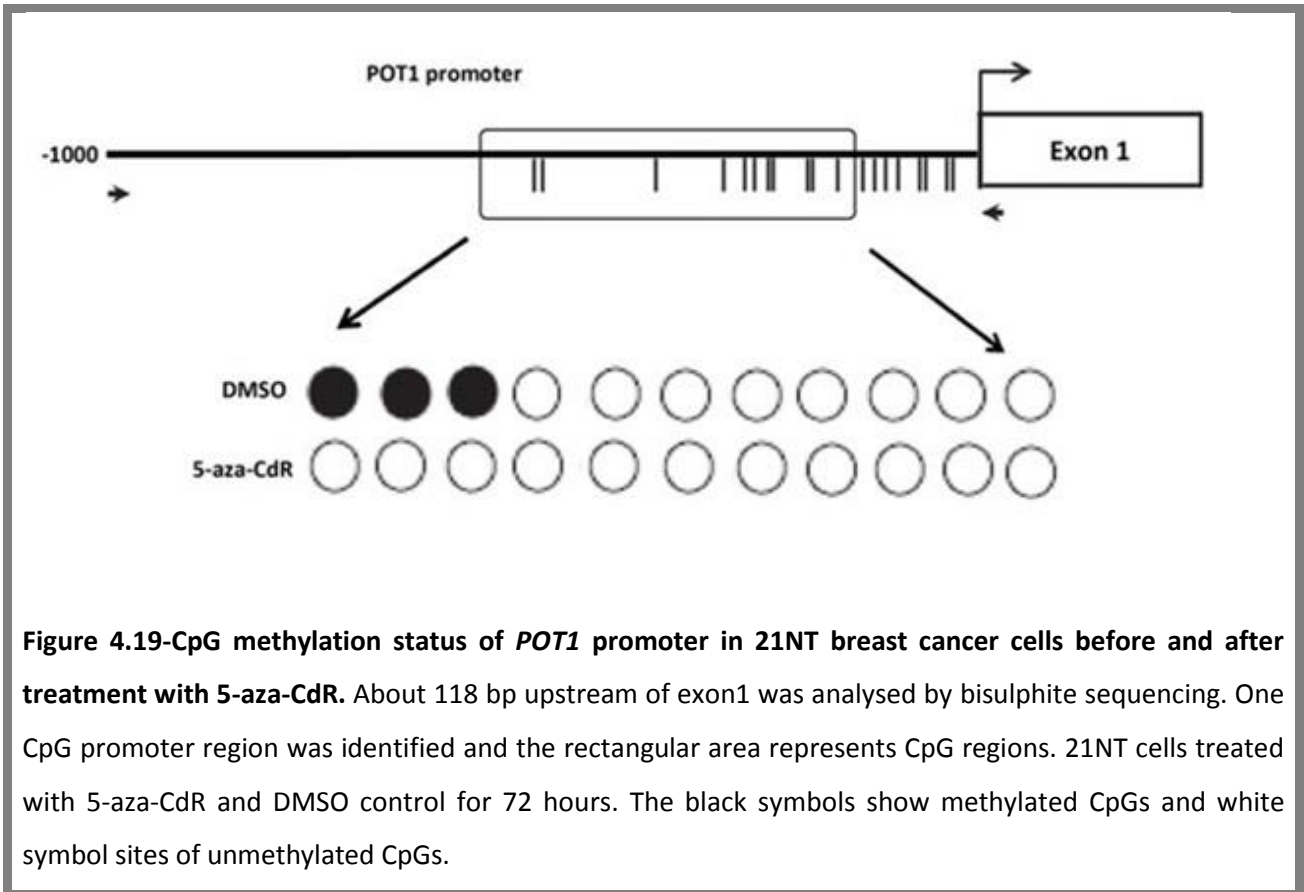 POT1 promoter
-1000
Exon 1
DMSO
5-aza-CdR
Figure 4.19-CpG methylation status of POT1 promoter in 21NT breast cancer cells before and after
treatment with 5-aza-CdR. About 118 bp upstream of exon1 was analysed by bisulphite sequencing. One
CpG promoter region was identified and the rectangular area represents CpG regions. 21NT cells treated
with 5-aza-CdR and DMSO control for 72 hours. The black symbols show methylated CpGs and white
symbol sites of unmethylated CpGs.